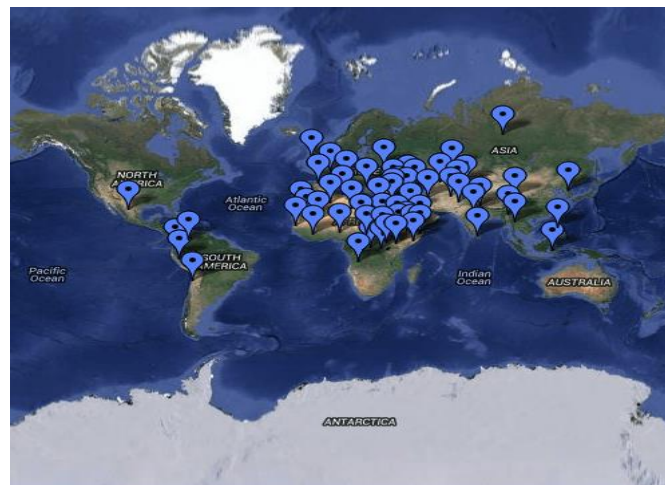 ASIA
NORTH
AMERICA
Atlantic
Ocean
SOUTH
AMERICA
Pacific
Ocean
Indian
Ocean
AUSTRALIA
ANTARCTICA